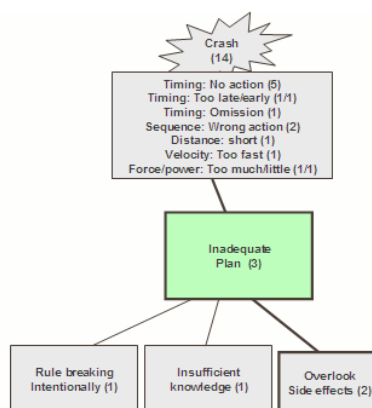 Crash
(14)
Timing: No action (5)
Timing: Too late/early (1/1)
Timing: Omission (1)
Sequence: Wrong action (2)
Distance: short (1)
Velocity: Too fast (1)
Force/power: Too much/little (1/1)
Inadequate
Plan (3)
Rule breaking
Intentionally (1)
Insufficient
knowledge (1)
Overlook
Side effects (2)